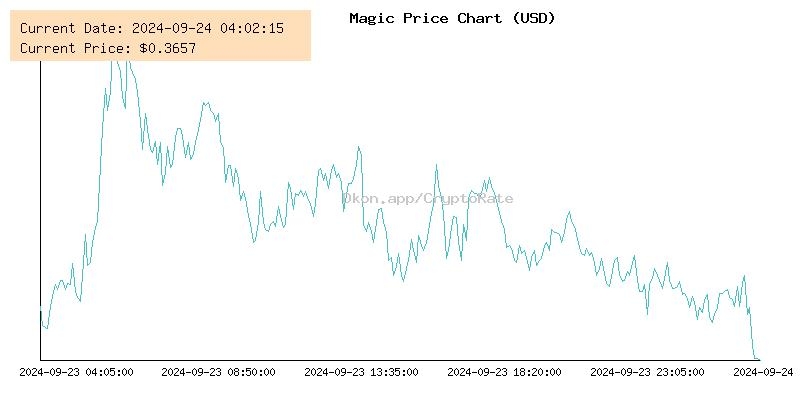 Magic Price Chart (USD)
Current Date: 2024-09-24 04:02:15
Current Price: $0.3657
Okon.app/CryptoRate
2024-09-23 04:05:00 2024-09-23 08:50:00 2024-09-23 13:35:00 2024-09-23 18:20:00 2024-09-23 23:05:00 2024-09-24